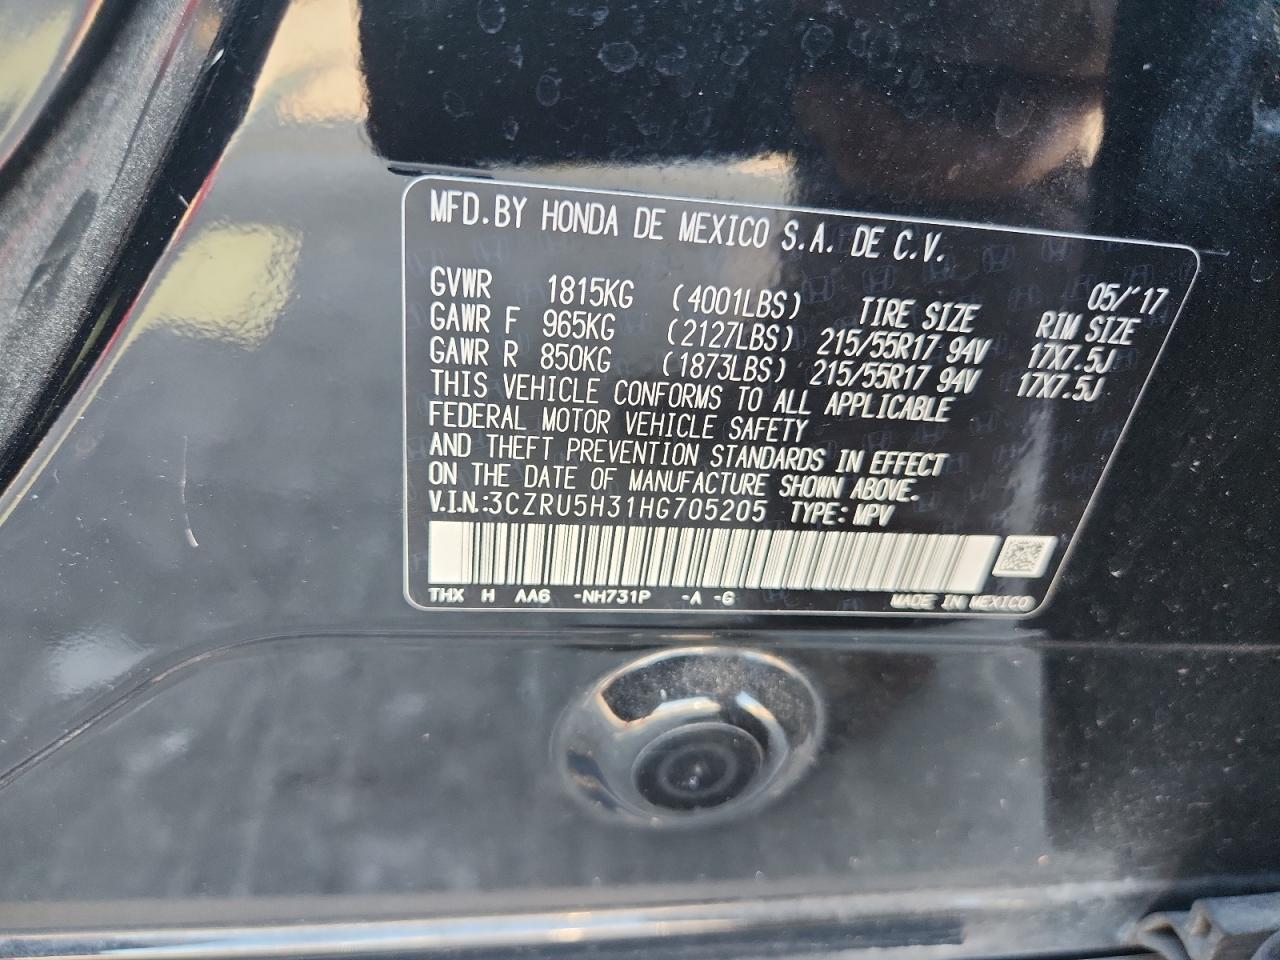 MFD.BY HONDA DE MEXICO S.A. DE C.V.
05/'17
GVWR 1815KG (4001LBS) TIRE SIZE RIM SIZE
GAWR F 965KG (2127LBS) 215/55R17 94V 17X7.5J
GAWR R 850KG (1873LBS) 215/55R17 94V 17X7.5J
THIS VEHICLE CONFORMS TO ALL APPLICABLE
FEDERAL MOTOR VEHICLE SAFETY
AND THEFT PREVENTION STANDARDS IN EFFECT
ON THE DATE OF MANUFACTURE SHOWN ABOVE.
V.I.N.:3CZRU5H31HG705205 TYPE: MPV
THX H AA6 -NH731P -A -G MADE IN MEXICO